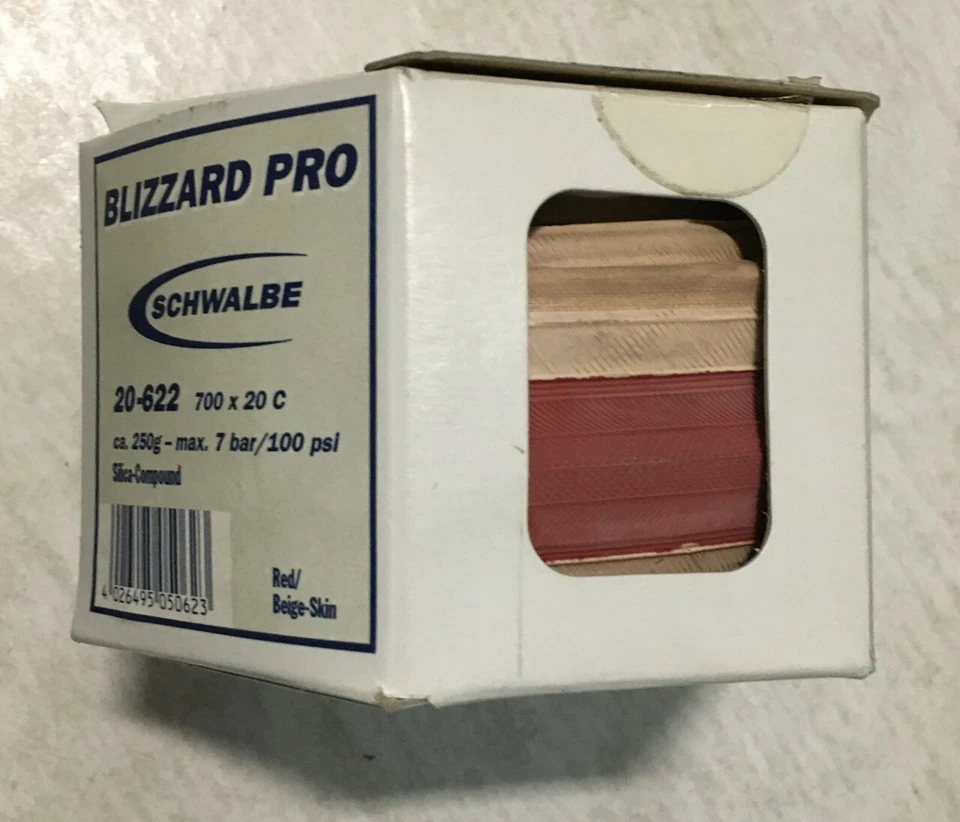 BLIZZARD PRO
SCHWALBE
20-622 700 x 20 C
ca. 250g – max. 7 bar/100 psi
Silica-Compound
4 026495 050623
Red/
Beige-Skin